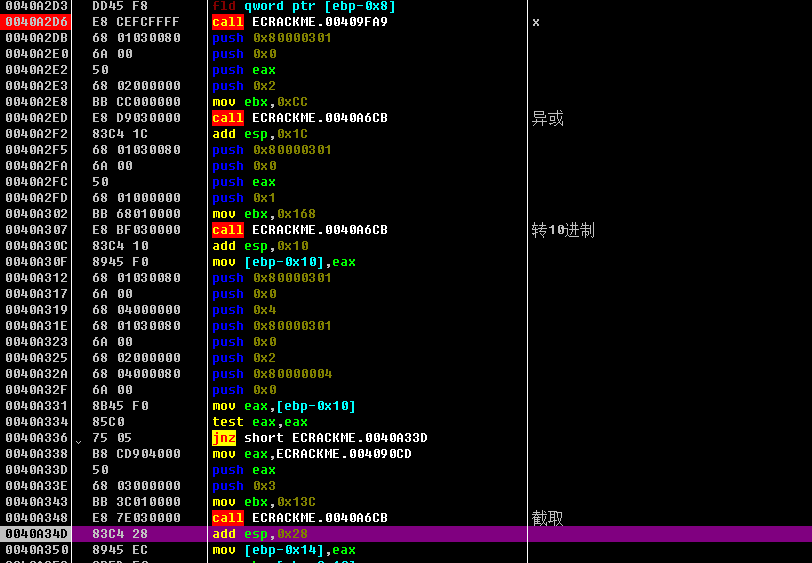 0040A2D3 DD45 F8 fld qword ptr [ebp-0x8]
0040A2D6 E8 CEFCFFFF call ECRACKME.00409FA9 x
0040A2DB 68 01030080 push 0x80000301
0040A2E0 6A 00 push 0x0
0040A2E2 50 push eax
0040A2E3 68 02000000 push 0x2
0040A2E8 BB CC000000 mov ebx,0xCC
0040A2ED E8 D9030000 call ECRACKME.0040A6CB 异或
0040A2F2 83C4 1C add esp,0x1C
0040A2F5 68 01030080 push 0x80000301
0040A2FA 6A 00 push 0x0
0040A2FC 50 push eax
0040A2FD 68 01000000 push 0x1
0040A302 BB 68010000 mov ebx,0x168
0040A307 E8 BF030000 call ECRACKME.0040A6CB 转10进制
0040A30C 83C4 10 add esp,0x10
0040A30F 8945 F0 mov [ebp-0x10],eax
0040A312 68 01030080 push 0x80000301
0040A317 6A 00 push 0x0
0040A319 68 04000000 push 0x4
0040A31E 68 01030080 push 0x80000301
0040A323 6A 00 push 0x0
0040A325 68 02000000 push 0x2
0040A32A 68 04000080 push 0x80000004
0040A32F 6A 00 push 0x0
0040A331 8B45 F0 mov eax,[ebp-0x10]
0040A334 85C0 test eax,eax
0040A336 75 05 jnz short ECRACKME.0040A33D
0040A338 B8 CD904000 mov eax,ECRACKME.004090CD
0040A33D 50 push eax
0040A33E 68 03000000 push 0x3
0040A343 BB 3C010000 mov ebx,0x13C
0040A348 E8 7E030000 call ECRACKME.0040A6CB 截取
0040A34D 83C4 28 add esp,0x28
0040A350 8945 EC mov [ebp-0x14],eax